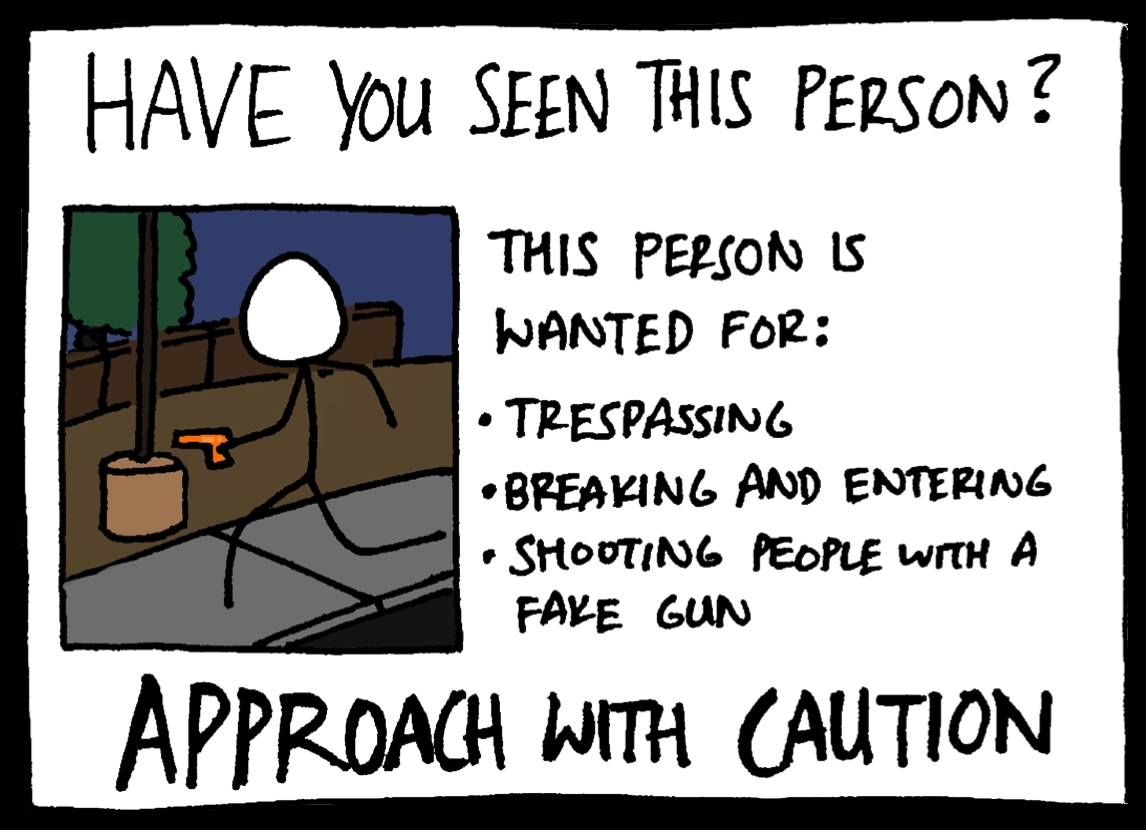 HAVE YOU SEEN THIS PERSON?
THIS PERSON IS
WANTED FOR:
• TRESPASSING
• BREAKING AND ENTERING
• SHOOTING PEOPLE WITH A
FAKE GUN
APPROACH WITH CAUTION